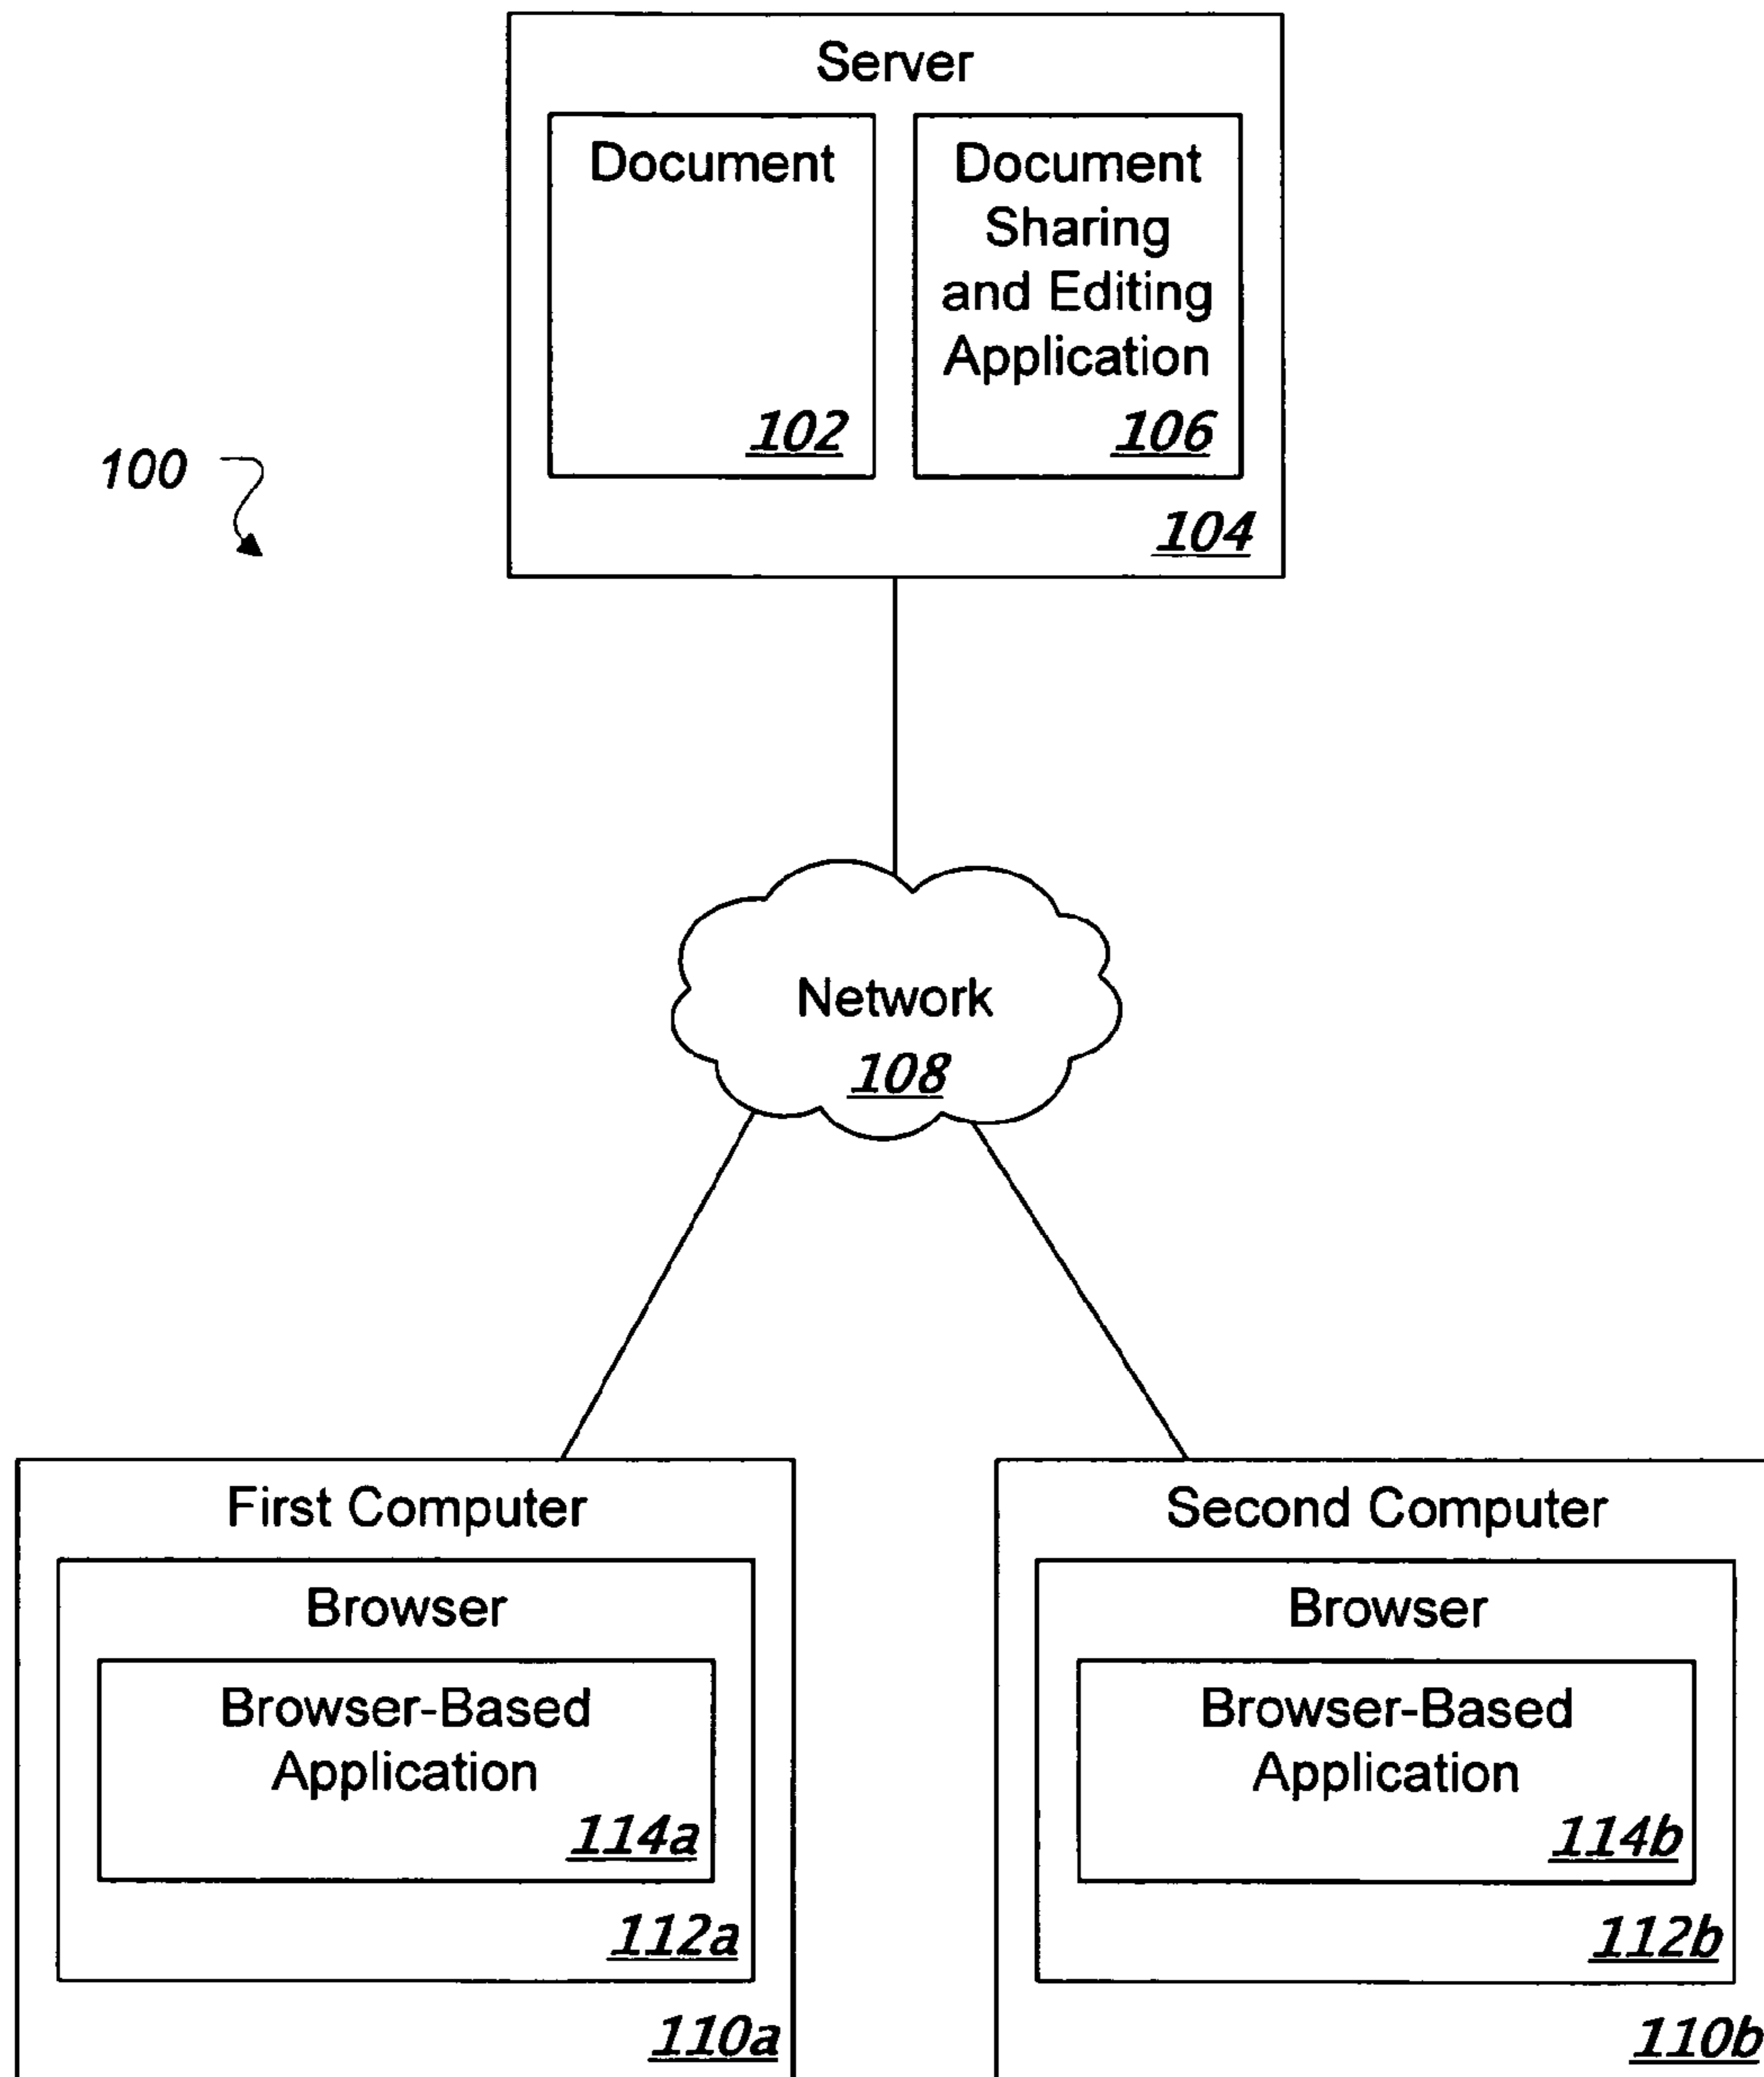 Server
Document
102
Document
Sharing
and Editing
Application
106
104
100
Network
108
First Computer
Browser
Browser-Based
Application
114a
112a
110a
Second Computer
Browser
Browser-Based
Application
114b
112b
110b